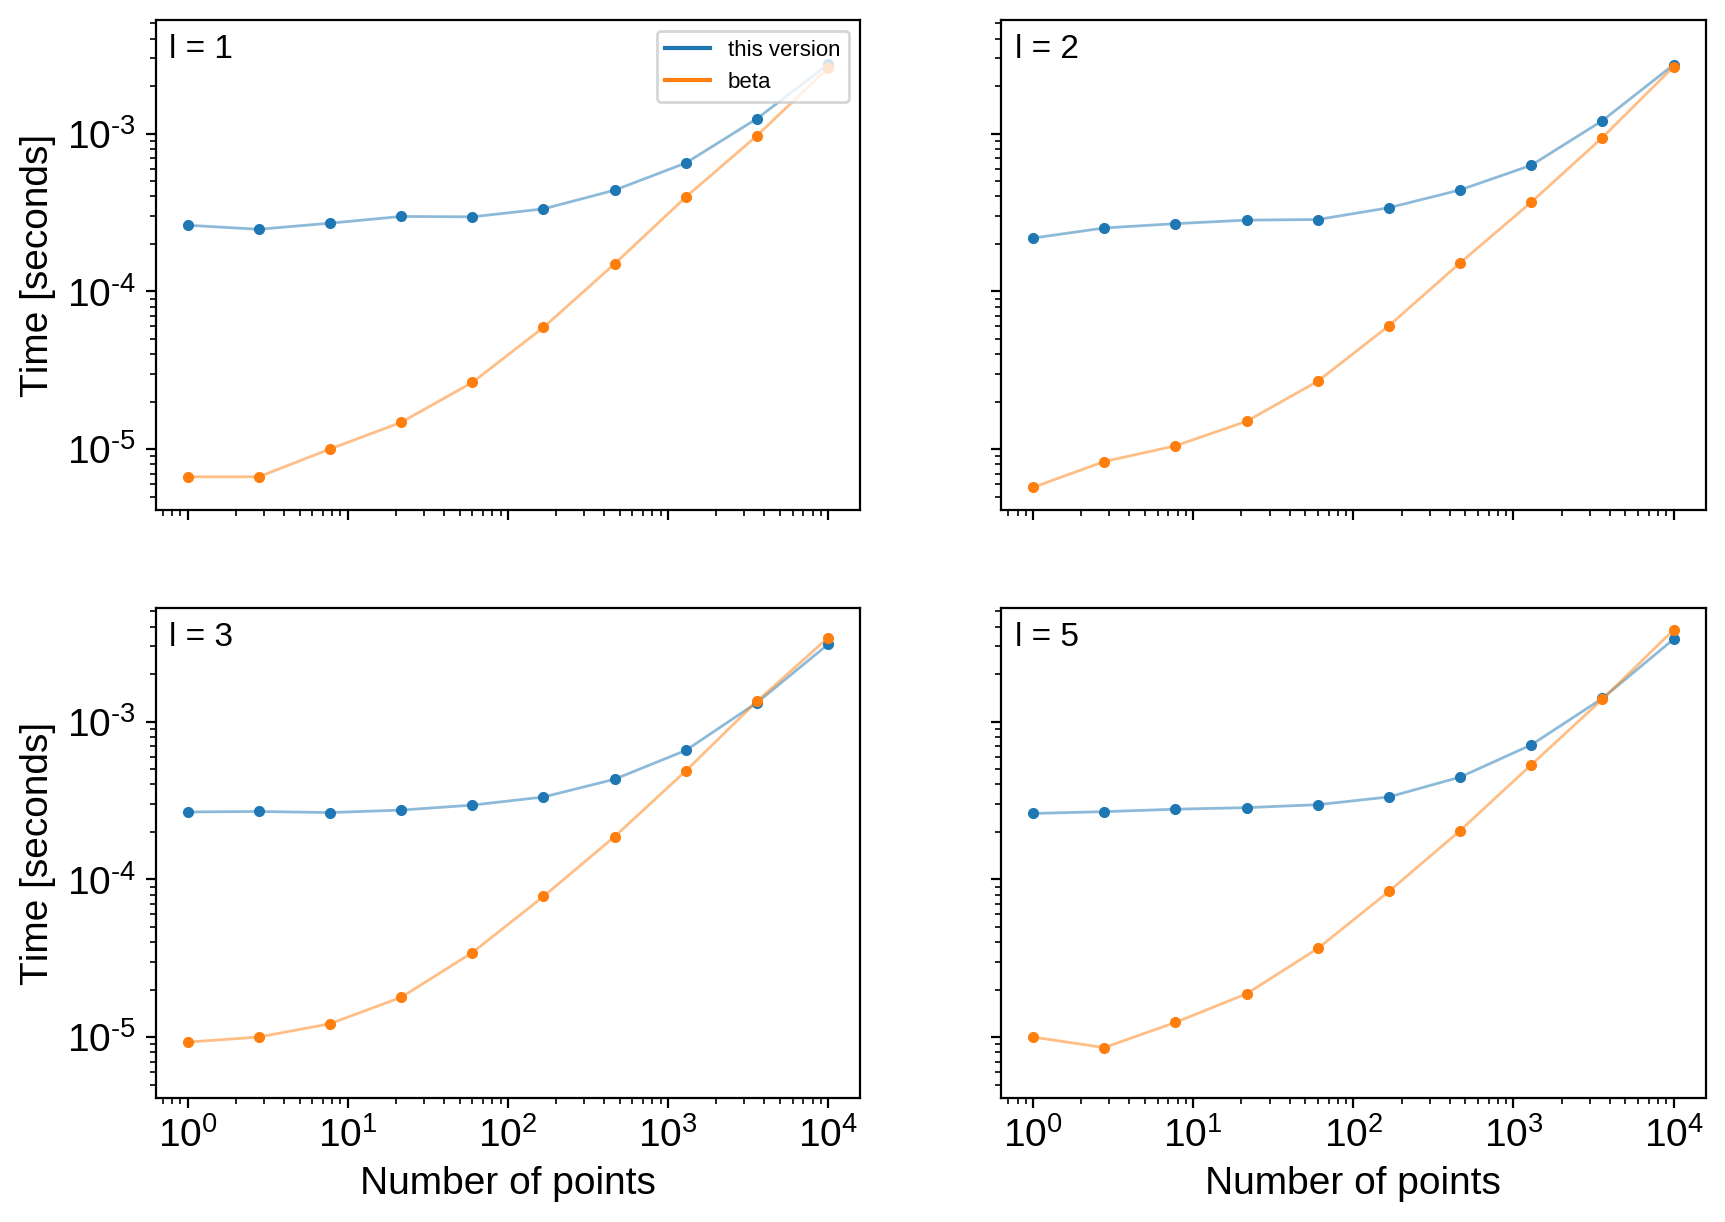 l = 1
this version
beta
l = 2
Time [seconds]
10^-3
10^-4
10^-5
l = 3
l = 5
Time [seconds]
10^-3
10^-4
10^-5
10^0 10^1 10^2 10^3 10^4
10^0 10^1 10^2 10^3 10^4
Number of points
Number of points